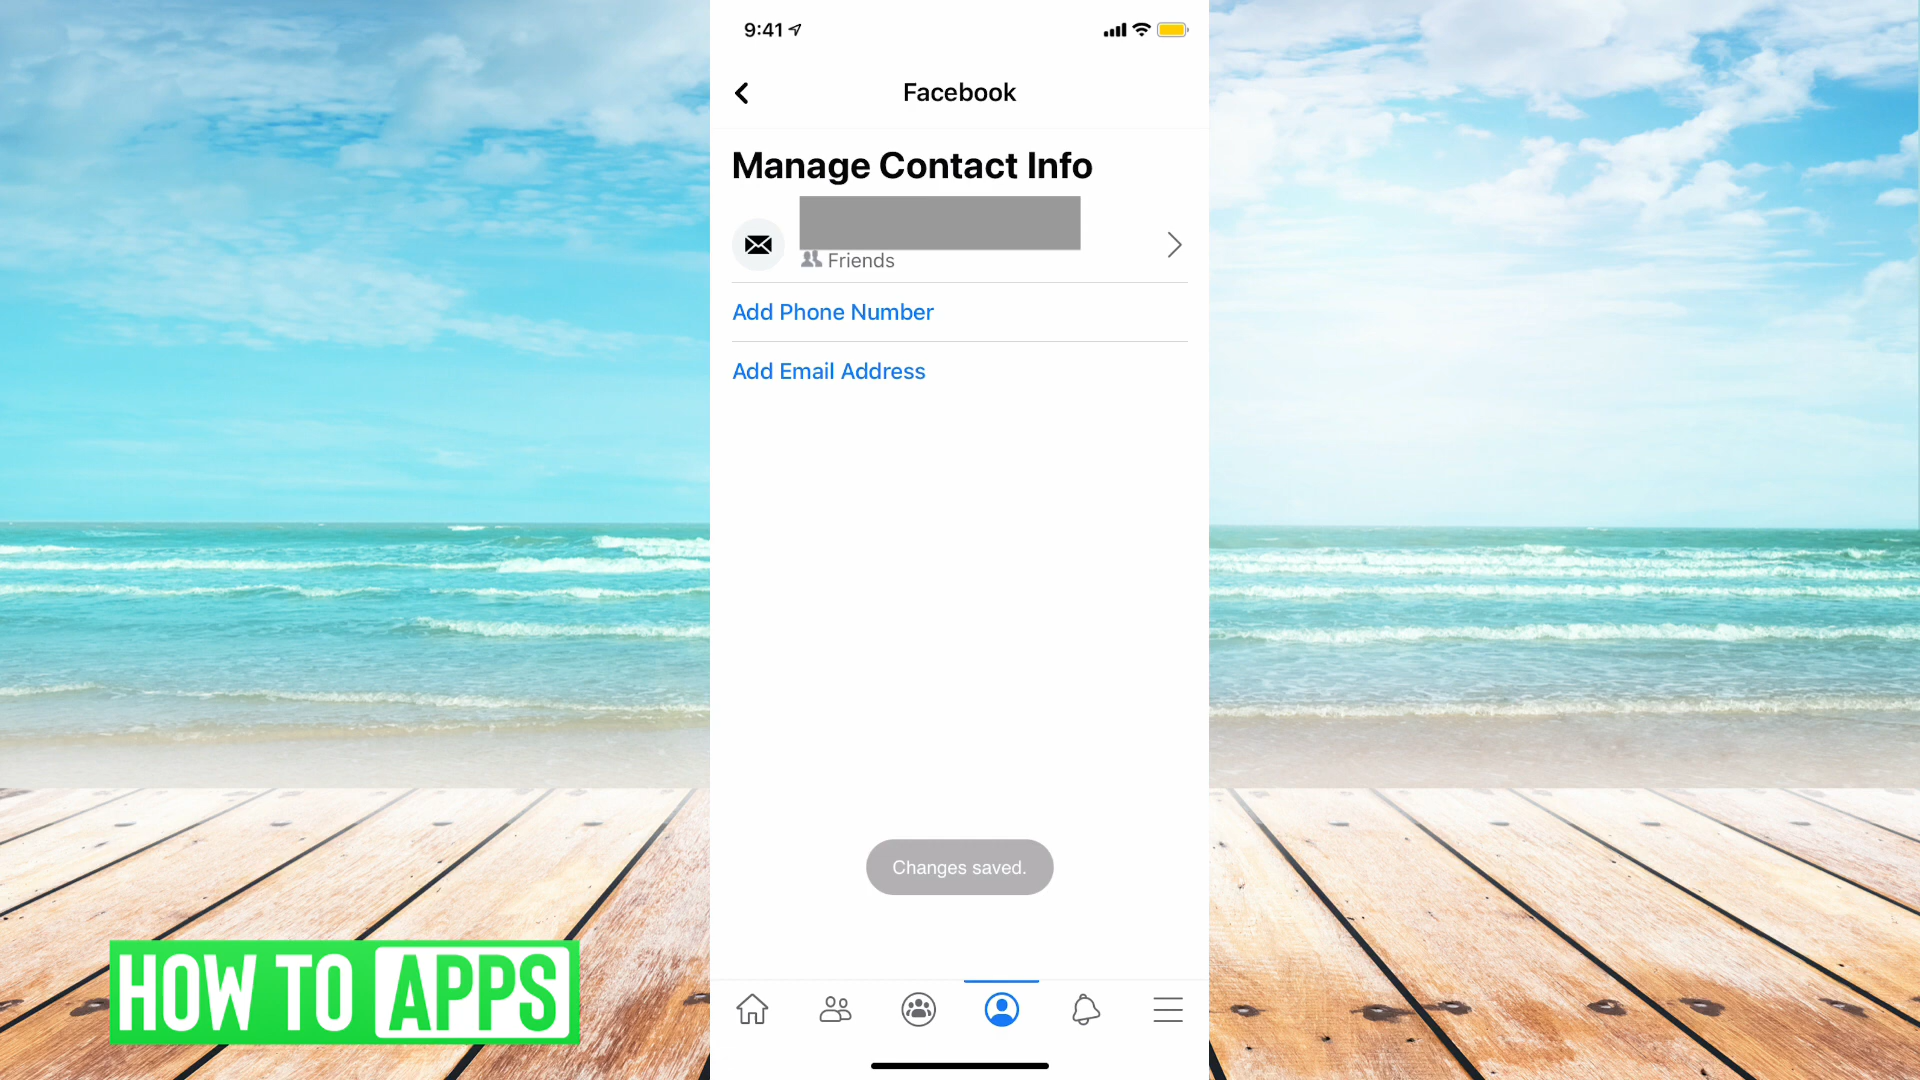 9:41
Facebook
Manage Contact Info
Friends
Add Phone Number
Add Email Address
Changes saved.
HOW TO APPS